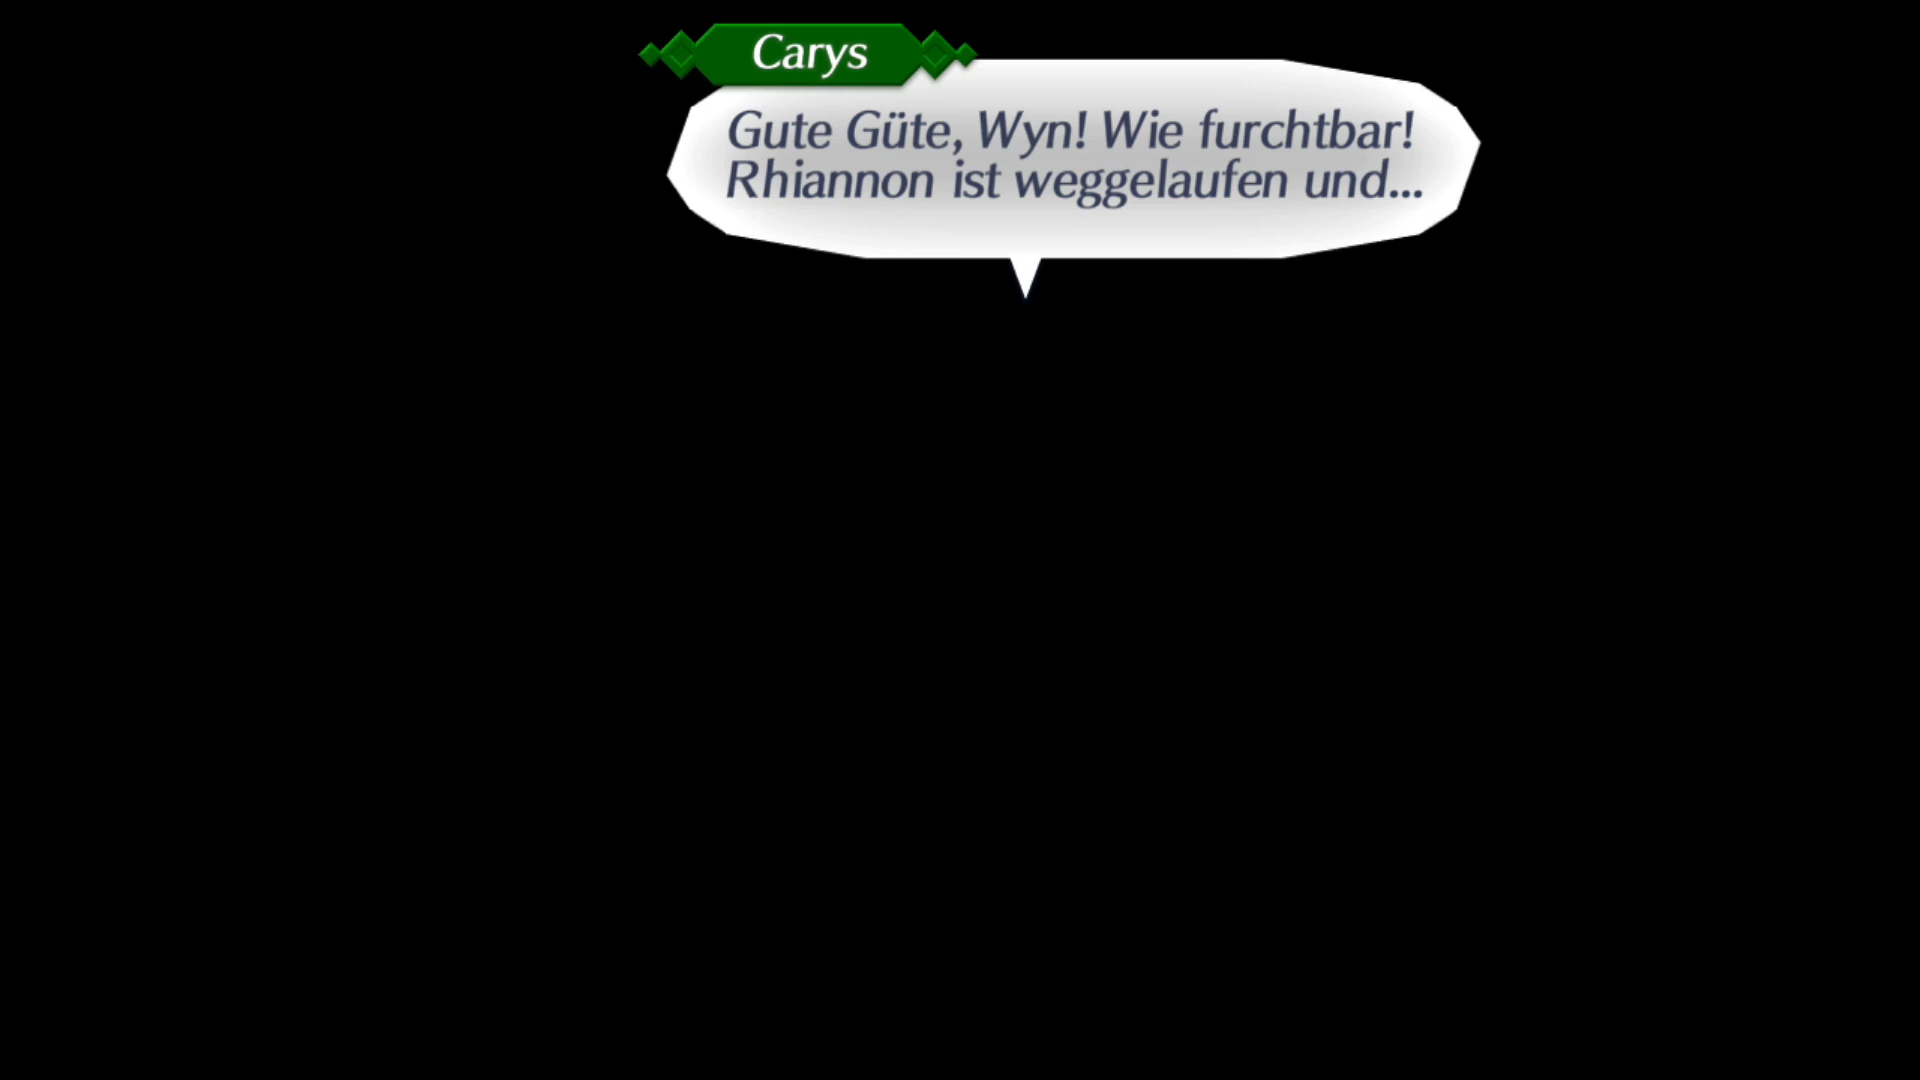 Carys
Gute Güte, Wyn! Wie furchtbar!
Rhiannon ist weggelaufen und...